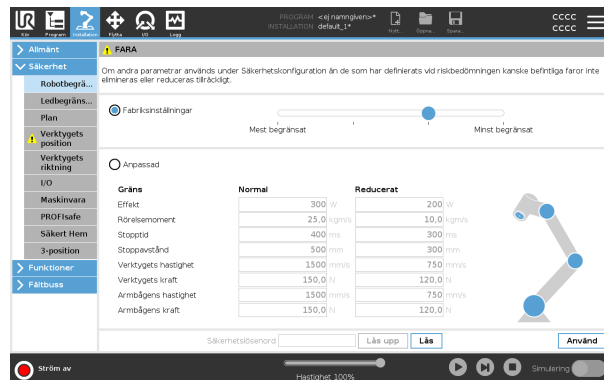 PROGRAM <ej namngiven>*
INSTALLATION default_1*
Kör Program Installation Flytta I/O Logg Nytt... Öppna... Spara...
cccc
cccc
Allmänt
Säkerhet
Robotbegrä...
Ledbegräns...
Plan
Verktygets position
Verktygets riktning
I/O
Maskinvara
PROFIsafe
Säkert Hem
3-position
Funktioner
Fältbuss
FARA
Om andra parametrar används under Säkerhetskonfiguration än de som har definierats vid riskbedömningen kanske befintliga faror inte
elimineras eller reduceras tillräckligt.
Fabriksinställningar
Mest begränsat Minst begränsat
Anpassad
Gräns Normal Reducerat
Effekt 300 W 200 W
Rörelsemoment 25,0 kgm/s 10,0 kgm/s
Stopptid 400 ms 300 ms
Stoppavstånd 500 mm 300 mm
Verktygets hastighet 1500 mm/s 750 mm/s
Verktygets kraft 150,0 N 120,0 N
Armbågens hastighet 1500 mm/s 750 mm/s
Armbågens kraft 150,0 N 120,0 N
Säkerhetslösenord Lås upp Lås Använd
Ström av Hastighet 100% Simulering